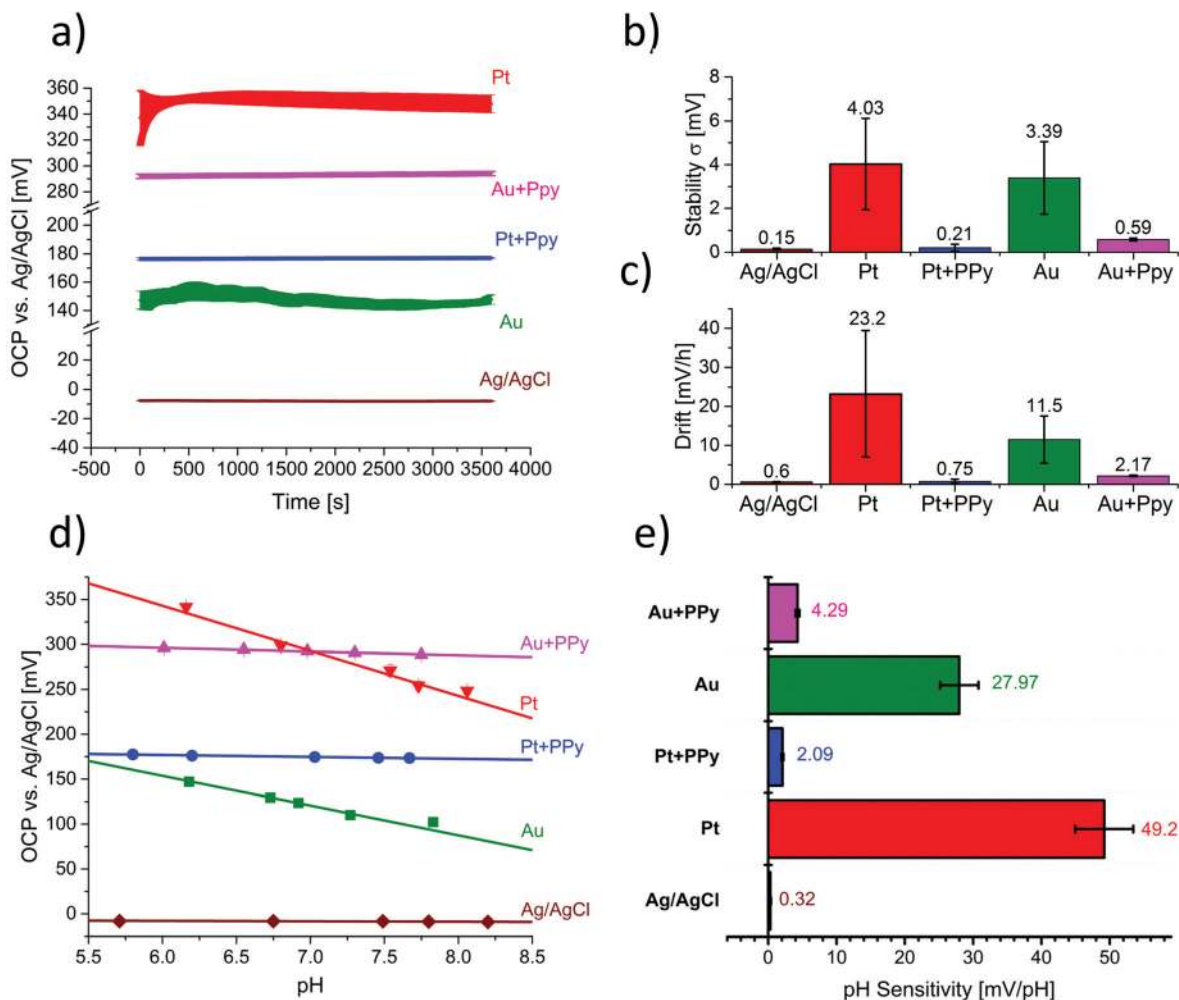 a)
360
340
320
300
280
200
180
160
140
20
0
-20
-40
-500 0 500 1000 1500 2000 2500 3000 3500 4000
OCP vs. Ag/AgCl [mV]
Time [s]
Pt
Au+Ppy
Pt+Ppy
Au
Ag/AgCl
b)
Stability σ [mV]
8
6
4
2
0
0.15
4.03
0.21
3.39
0.59
Ag/AgCl Pt Pt+PPy Au Au+Ppy
c)
Drift [mV/h]
40
30
20
10
0
0.6
23.2
0.75
11.5
2.17
Ag/AgCl Pt Pt+PPy Au Au+Ppy
d)
OCP vs. Ag/AgCl [mV]
350
300
250
200
150
100
50
0
5.5 6.0 6.5 7.0 7.5 8.0 8.5
pH
Au+PPy
Pt
Pt+PPy
Au
Ag/AgCl
e)
Au+PPy
4.29
Au
27.97
Pt+PPy
2.09
Pt
49.2
Ag/AgCl
0.32
0 10 20 30 40 50
pH Sensitivity [mV/pH]